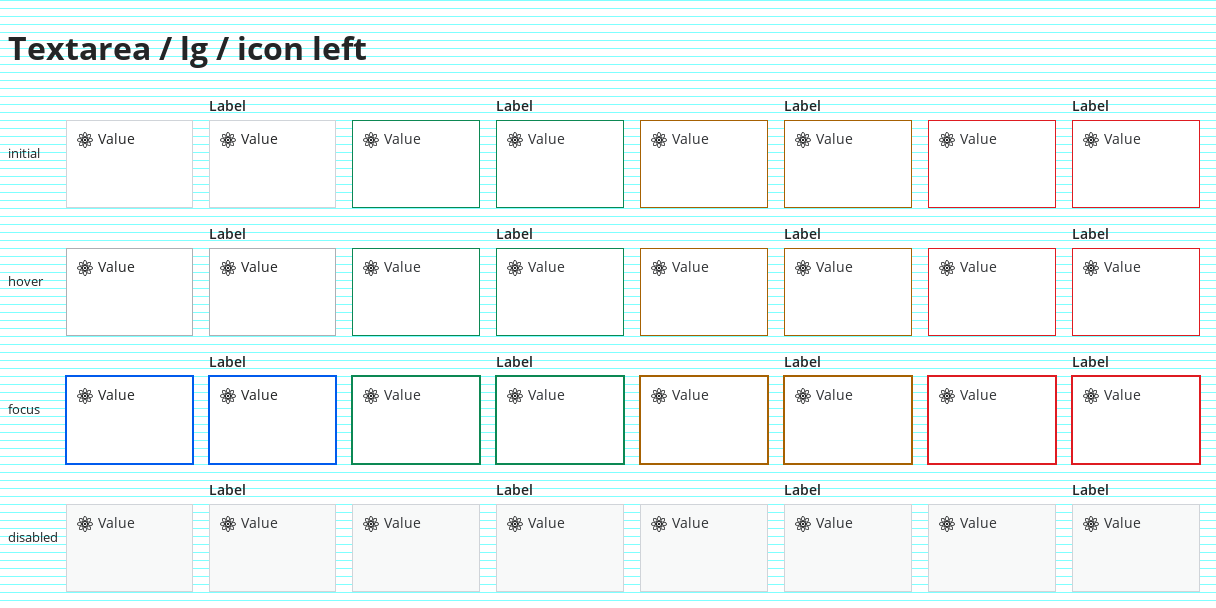 Textarea / lg / icon left
Label Label Label Label
initial Value Value Value Value Value Value Value Value
Label Label Label Label
hover Value Value Value Value Value Value Value Value
Label Label Label Label
focus Value Value Value Value Value Value Value Value
Label Label Label Label
disabled Value Value Value Value Value Value Value Value